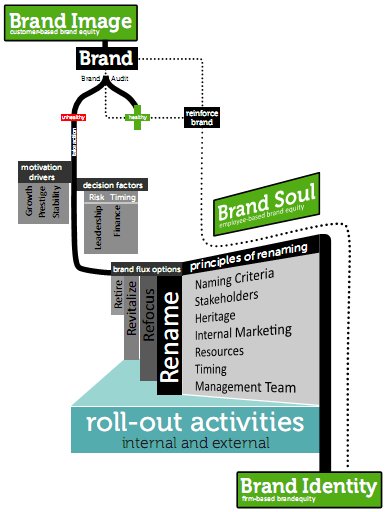 Brand Image
customer-based brand equity
Brand
Brand Audit
unhealthy
healthy
reinforce
brand
motivation
drivers
Growth
Prestige
Stability
decision factors
Risk Timing
Leadership
Finance
Brand Soul
employee-based brand equity
principles of renaming
brand flux options
Retire
Revitalize
Refocus
Rename
Naming Criteria
Stakeholders
Heritage
Internal Marketing
Resources
Timing
Management Team
roll-out activities
internal and external
Brand Identity
firm-based brandequity